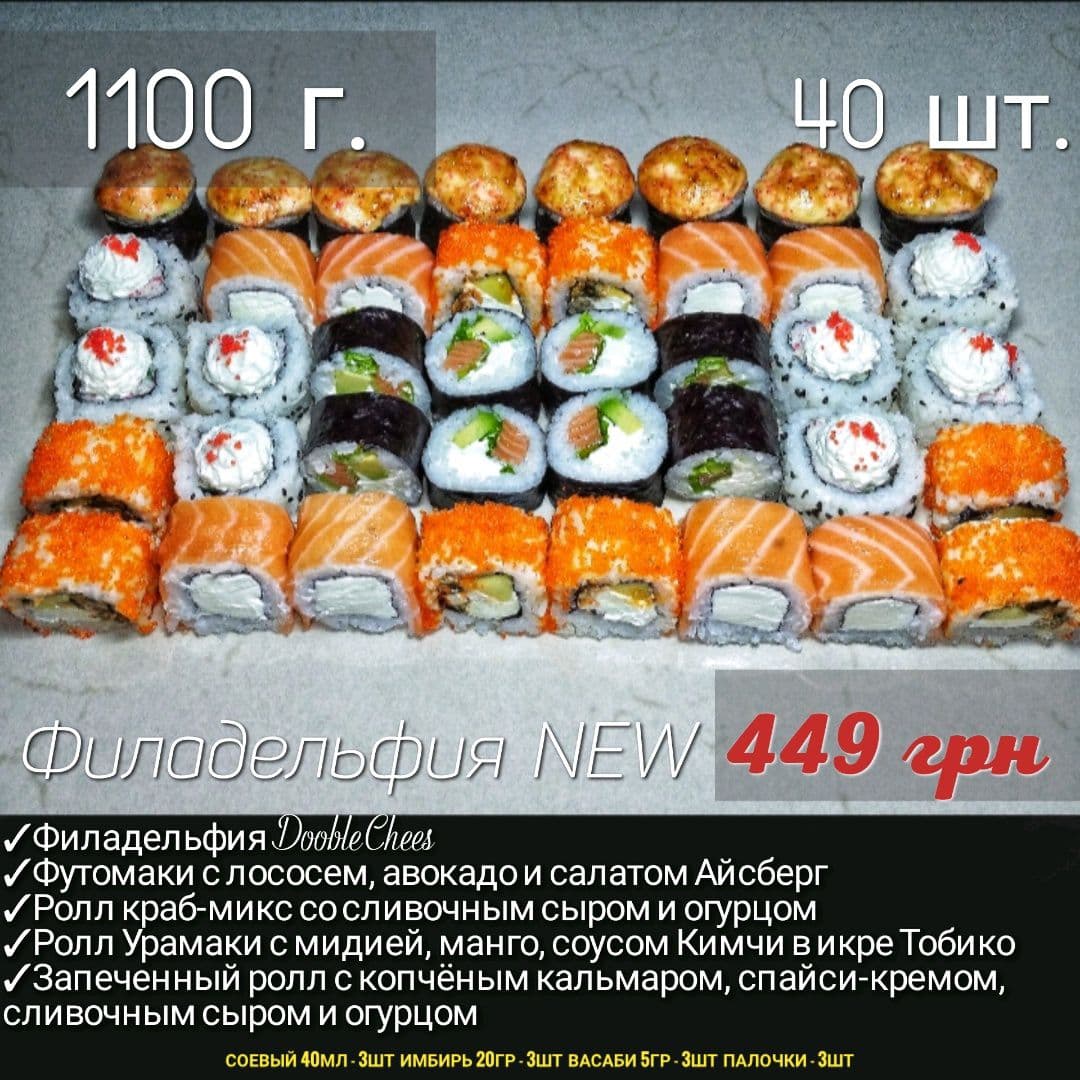 1100 г.
40 шт.
Филадельфия NEW
449 грн
✓Филадельфия Dooble Chees
✓Футомаки с лососем, авокадо и салатом Айсберг
✓Ролл краб-микс со сливочным сыром и огурцом
✓Ролл Урамаки с мидией, манго, соусом Кимчи в икре Тобико
✓Запеченный ролл с копчёным кальмаром, спайси-кремом,
сливочным сыром и огурцом
СОЕВЫЙ 40МЛ - 3ШТ ИМБИРЬ 20ГР - 3ШТ ВАСАБИ 5ГР - 3ШТ ПАЛОЧКИ - 3ШТ